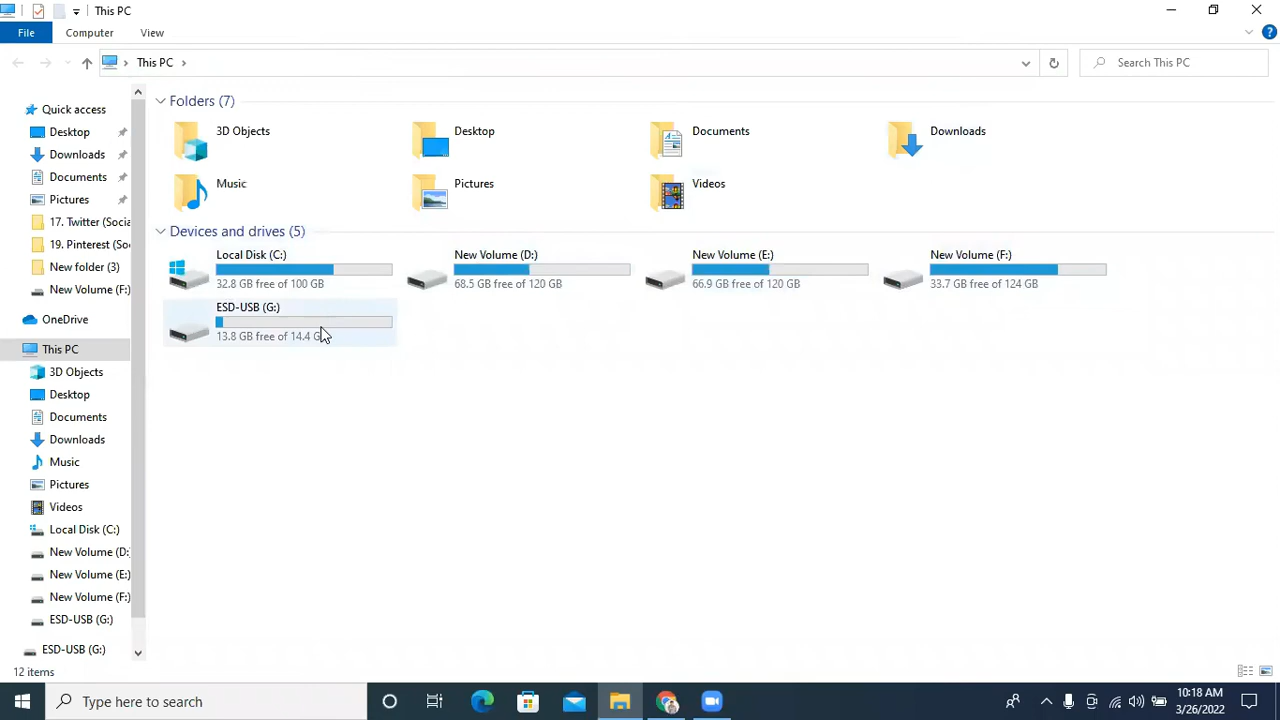 This PC
File Computer View
This PC
Search This PC
Quick access
Desktop
Downloads
Documents
Pictures
17. Twitter (Socia
19. Pinterest (So
New folder (3)
New Volume (F:
OneDrive
This PC
3D Objects
Desktop
Documents
Downloads
Music
Pictures
Videos
Local Disk (C:)
New Volume (D:
New Volume (E:)
New Volume (F:)
ESD-USB (G:)
ESD-USB (G:)
Folders (7)
3D Objects
Desktop
Documents
Downloads
Music
Pictures
Videos
Devices and drives (5)
Local Disk (C:)
32.8 GB free of 100 GB
New Volume (D:)
68.5 GB free of 120 GB
New Volume (E:)
66.9 GB free of 120 GB
New Volume (F:)
33.7 GB free of 124 GB
ESD-USB (G:)
13.8 GB free of 14.4 G
12 items
Type here to search
10:18 AM
3/26/2022